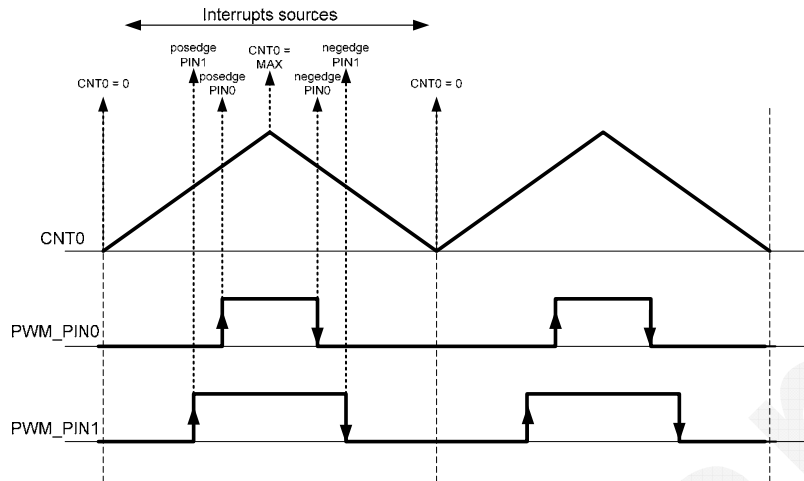 Interrupts sources
posedge
PIN1
CNT0 =
MAX
negedge
PIN1
CNT0 = 0
posedge
PIN0
negedge
PIN0
CNT0 = 0
CNT0
PWM_PIN0
PWM_PIN1